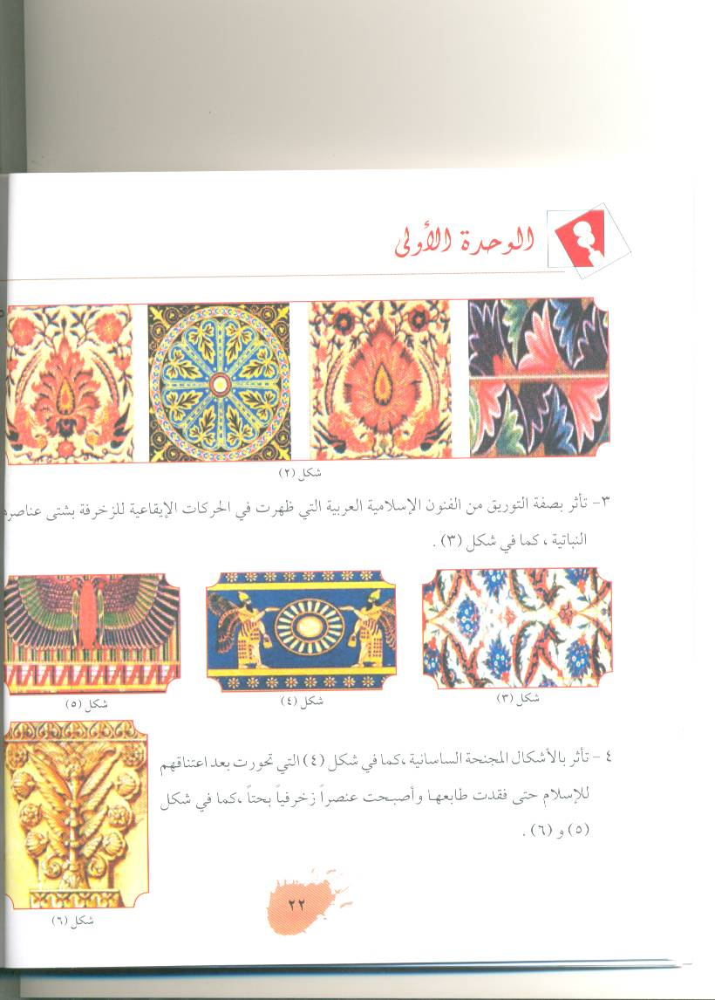 الوحدة الأولى
شكل (٢)
٣- تأثر بصفة التوريق من الفنون الإسلامية العربية التي ظهرت في الحركات الإيقاعية للزخرفة بشتى عناصره
النباتية ، كما في شكل (٣) .
شكل (٣)
شكل (٤)
شكل (٥)
٤ - تأثر بالأشكال المجنحة الساسانية ،كما في شكل (٤) التي تحورت بعد اعتناقهم
للإسلام حتى فقدت طابعها وأصبحت عنصراً زخرفياً بحتاً ،كما في شكل
(٥) و (٦) .
شكل (٦)
٢٢